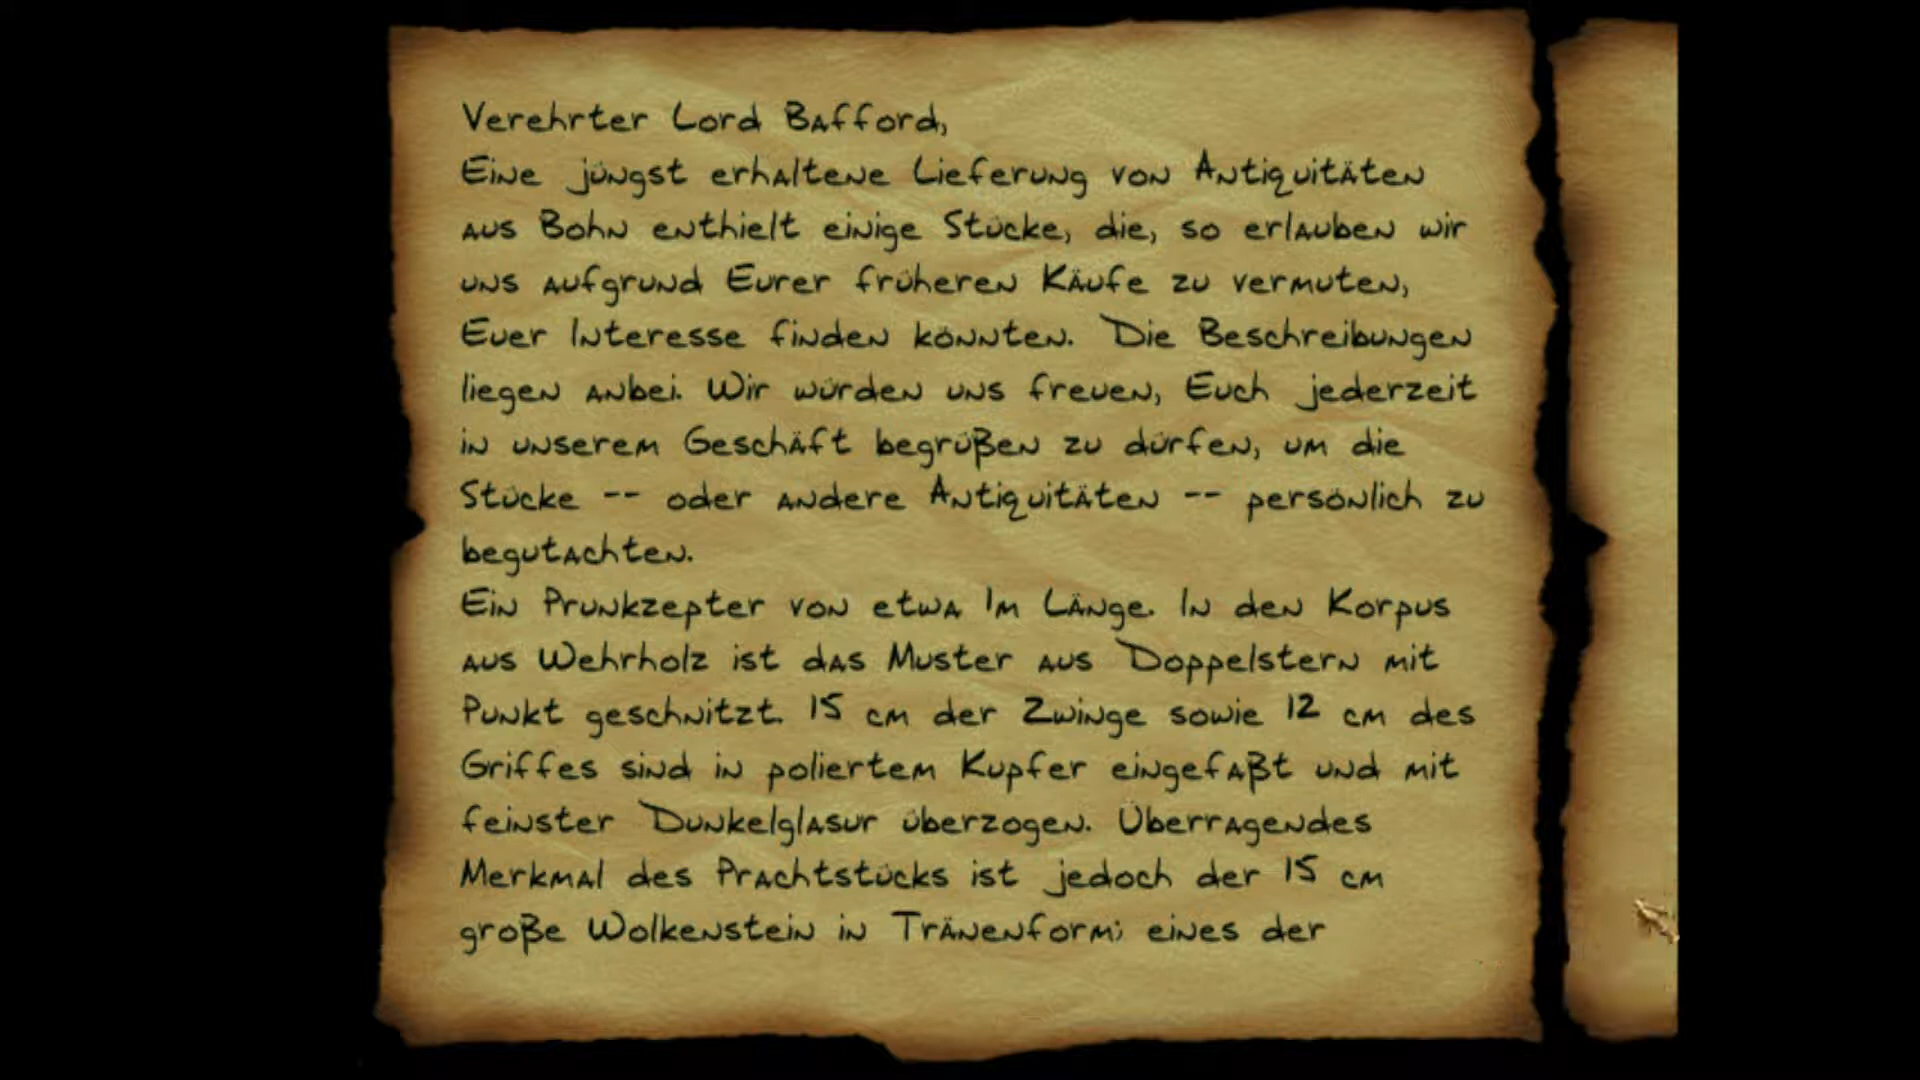 Verehrter Lord Bafford,
Eine jüngst erhaltene Lieferung von Antiquitäten
aus Bohn enthielt einige Stücke, die, so erlauben wir
uns aufgrund Eurer früheren Käufe zu vermuten,
Euer Interesse finden könnten. Die Beschreibungen
liegen anbei. Wir würden uns freuen, Euch jederzeit
in unserem Geschäft begrüßen zu dürfen, um die
Stücke -- oder andere Antiquitäten -- persönlich zu
begutachten.
Ein Prunkzepter von etwa 1m Länge. In den Korpus
aus Wehrholz ist das Muster aus Doppelstern mit
Punkt geschnitzt. 15 cm der Zwinge sowie 12 cm des
Griffes sind in poliertem Kupfer eingefaßt und mit
feinster Dunkelglasur überzogen. Überragendes
Merkmal des Prachtstücks ist jedoch der 15 cm
große Wolkenstein in Tränenform; eines der